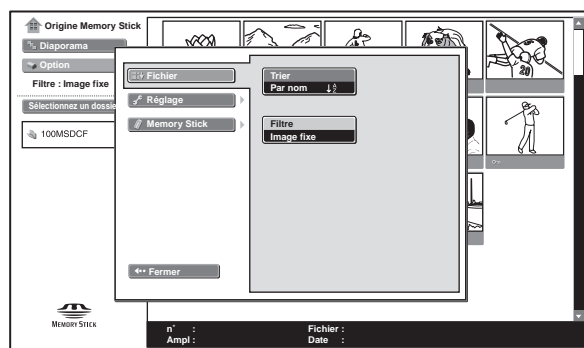 Origine Memory Stick
Diaporama
Option
Filtre : Image fixe
Sélectionnez un dossie
100MSDCF
Fichier
Réglage
Memory Stick
Fermer
Trier
Par nom
Filtre
Image fixe
20
MEMORY STICK
n° :
Ampl :
Fichier :
Date :